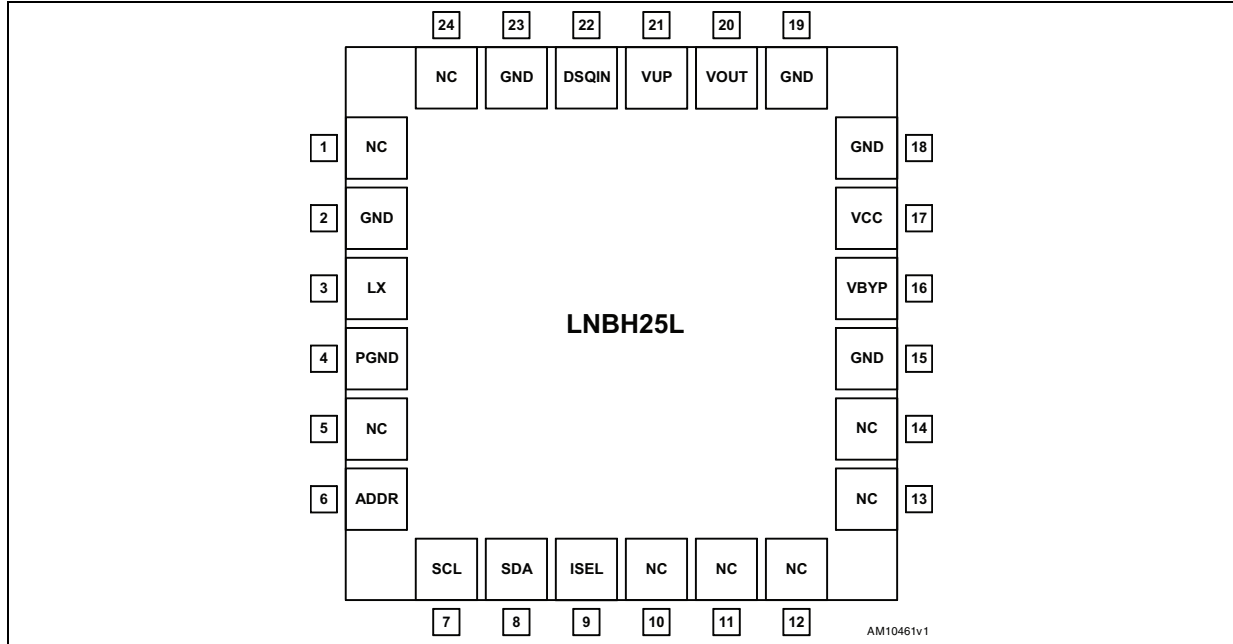 24 23 22 21 20 19
NC GND DSQIN VUP VOUT GND
1 NC GND 18
2 GND VCC 17
3 LX VBYP 16
LNBH25L
4 PGND GND 15
5 NC NC 14
6 ADDR NC 13
SCL SDA ISEL NC NC NC
7 8 9 10 11 12
AM10461v1